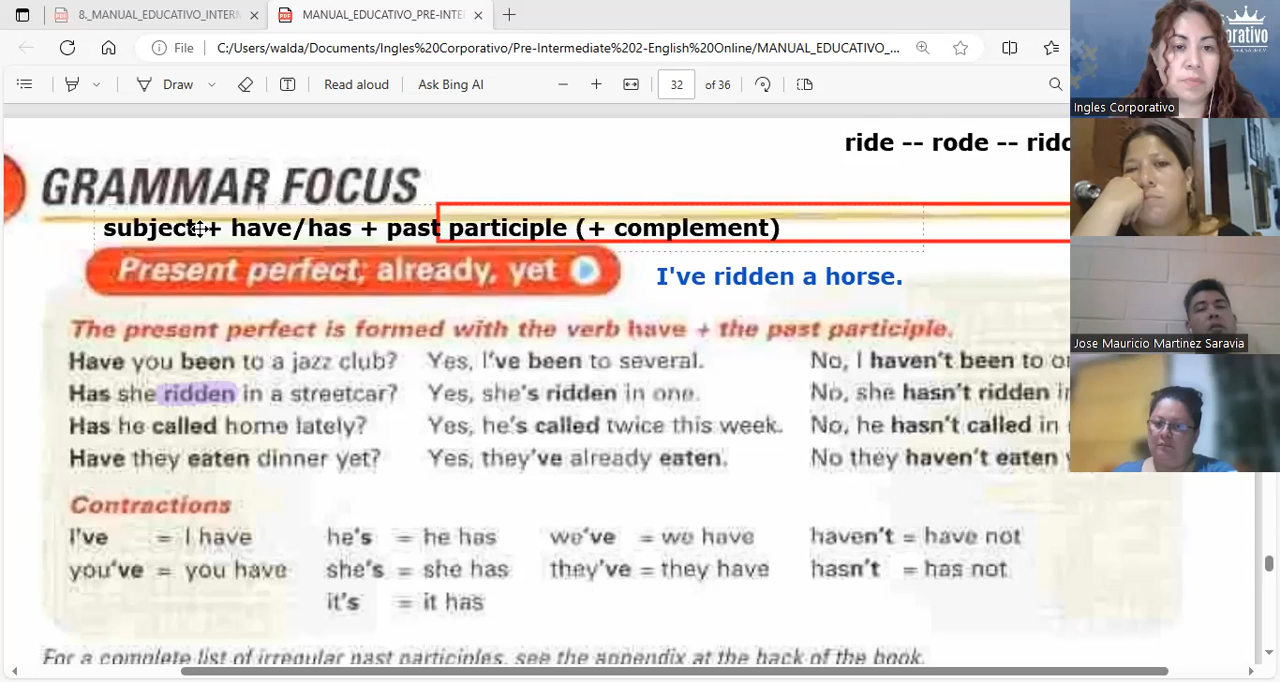 8._MANUAL_EDUCATIVO_INTERN
MANUAL_EDUCATIVO_PRE-INTE
File
C:/Users/walda/Documents/Ingles%20Corporativo/Pre-Intermediate%202-English%20Online/MANUAL_EDUCATIVO_...
Draw
Read aloud
Ask Bing AI
32 of 36
orativo
Ingles Corporativo
Jose Mauricio Martinez Saravia
ride -- rode -- ridd
GRAMMAR FOCUS
subject + have/has + past participle (+ complement)
Present perfect; already, yet
I've ridden a horse.
The present perfect is formed with the verb have + the past participle.
Have you been to a jazz club? Yes, I've been to several. No, I haven't been to o
Has she ridden in a streetcar? Yes, she's ridden in one. No, she hasn't ridden i
Has he called home lately? Yes, he's called twice this week. No, he hasn't called in
Have they eaten dinner yet? Yes, they've already eaten. No they haven't eaten
Contractions
I've = I have he's = he has we've = we have haven't = have not
you've = you have she's = she has they've = they have hasn't = has not
it's = it has
For a complete list of irregular past participles, see the appendix at the back of the book.